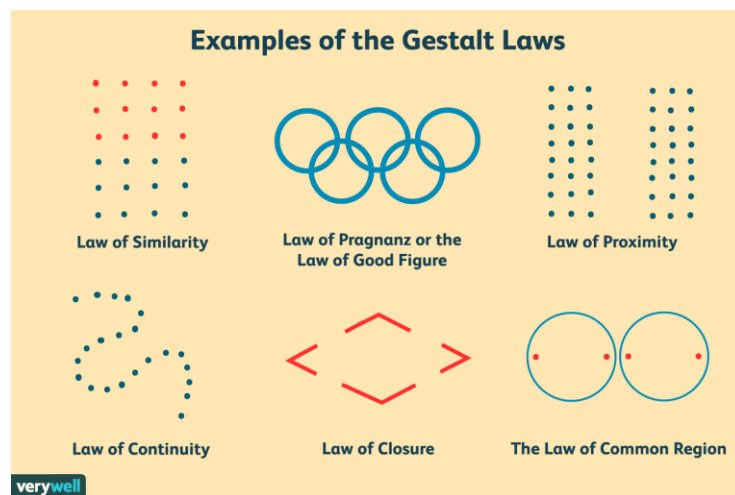 Examples of the Gestalt Laws
Law of Similarity
Law of Pragnanz or the
Law of Good Figure
Law of Proximity
Law of Continuity
Law of Closure
The Law of Common Region
verywell